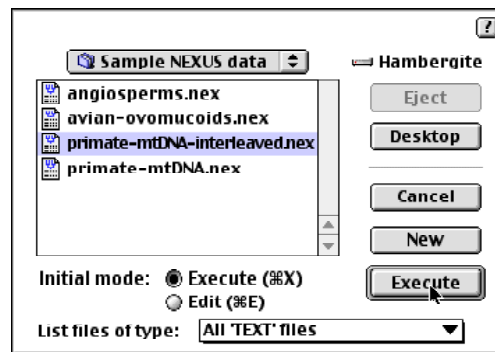 ?
Sample NEXUS data
Hambergite
angiosperms.nex
avian-ovomucoids.nex
primate-mtDNA-interleaved.nex
primate-mtDNA.nex
Eject
Desktop
Cancel
New
Execute
Initial mode: Execute (⌘X)
Edit (⌘E)
List files of type: All 'TEXT' files